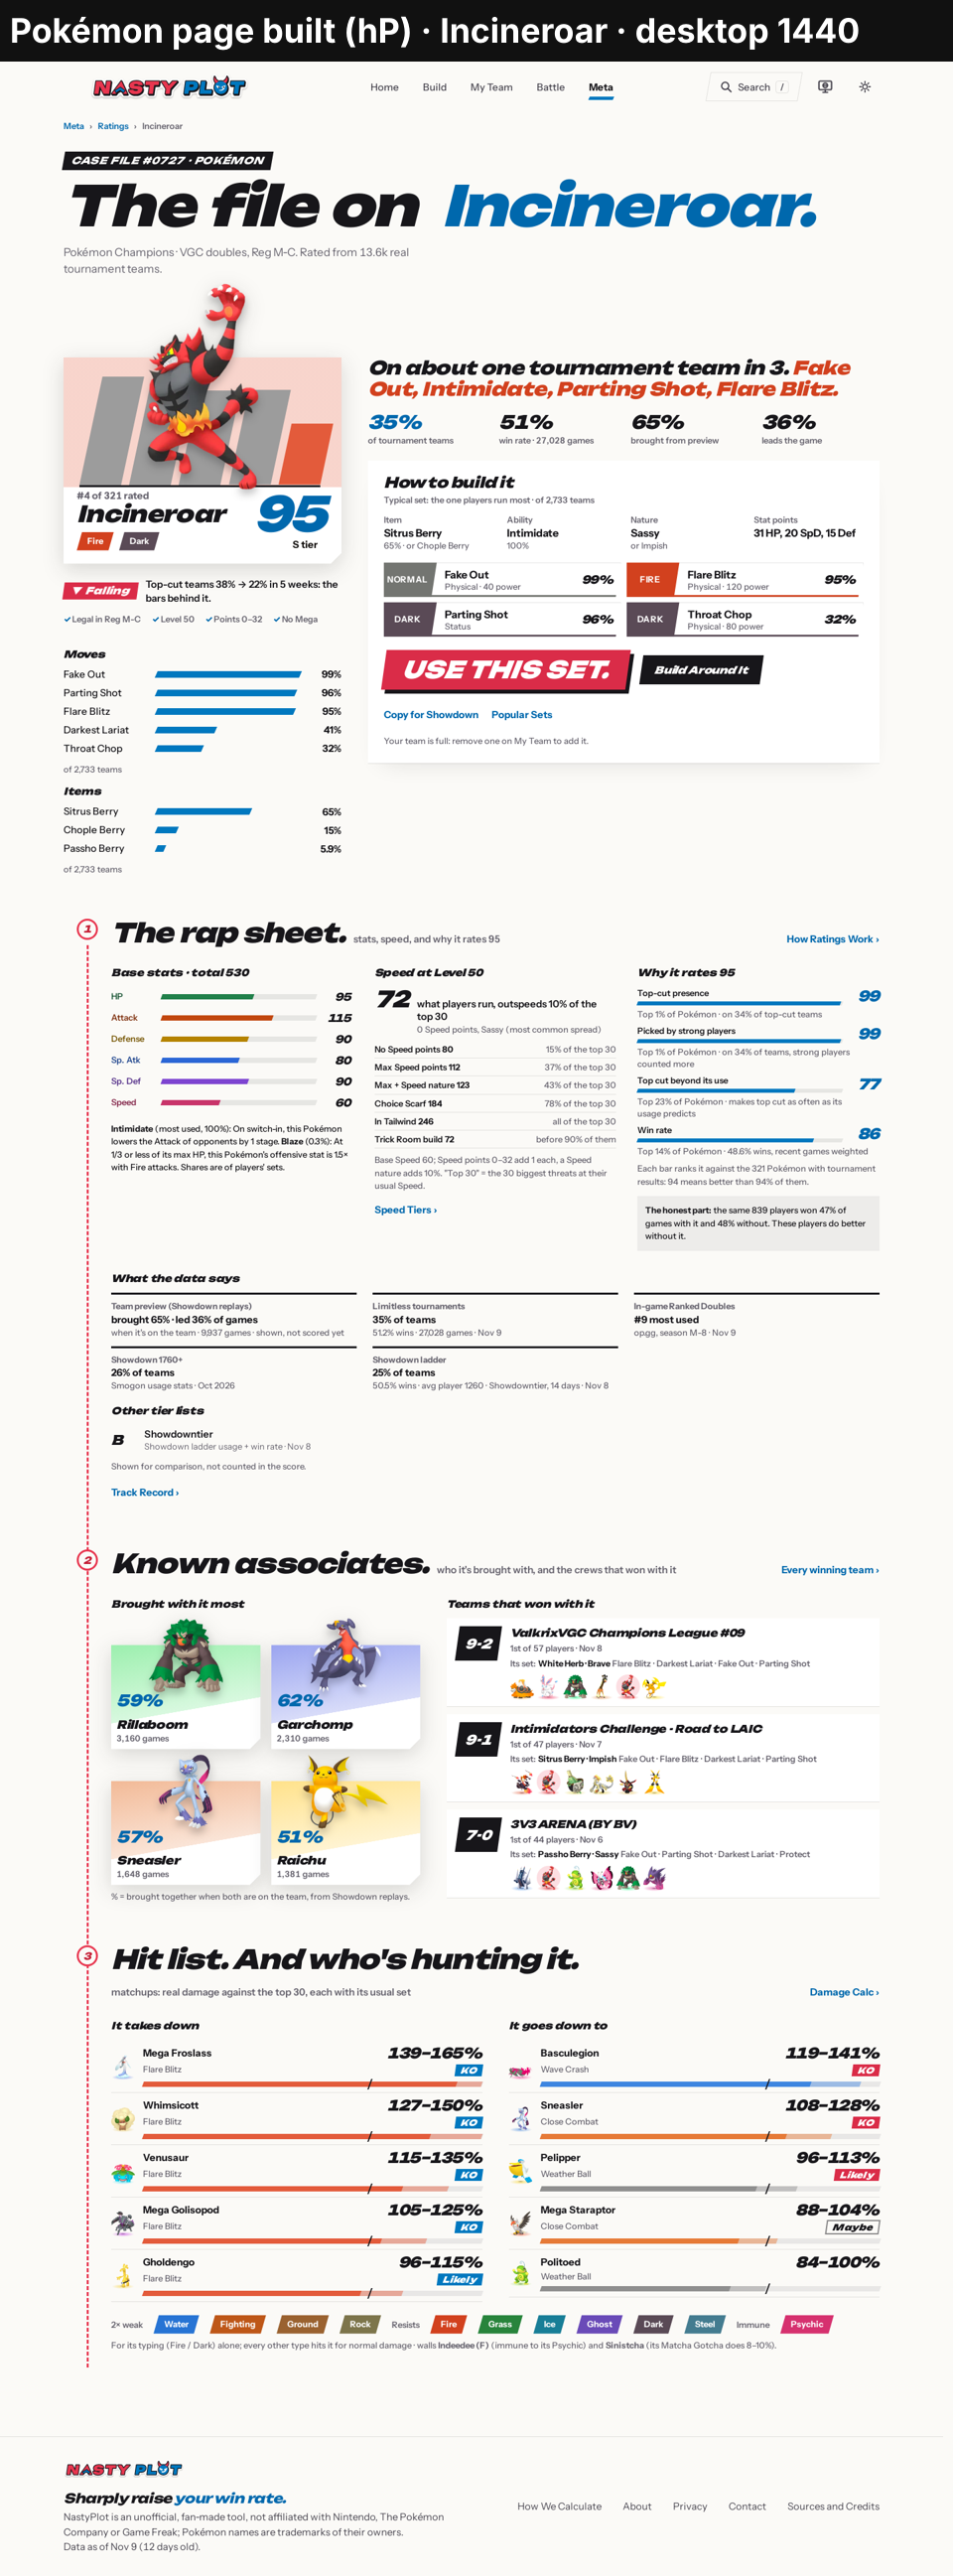 Pokémon page built (hP) · Incineroar · desktop 1440
NASTY PLOT
Home Build My Team Battle Meta
Search /
Meta › Ratings › Incineroar
CASE FILE #0727 · POKÉMON
The file on Incineroar.
Pokémon Champions · VGC doubles, Reg M-C. Rated from 13.6k real
tournament teams.
#4 of 321 rated
Incineroar
95
S tier
Fire Dark
▼ Falling
Top-cut teams 38% → 22% in 5 weeks: the
bars behind it.
✓ Legal in Reg M-C ✓ Level 50 ✓ Points 0–32 ✓ No Mega
Moves
Fake Out 99%
Parting Shot 96%
Flare Blitz 95%
Darkest Lariat 41%
Throat Chop 32%
of 2,733 teams
Items
Sitrus Berry 65%
Chople Berry 15%
Passho Berry 5.9%
of 2,733 teams
On about one tournament team in 3. Fake
Out, Intimidate, Parting Shot, Flare Blitz.
35% 51% 65% 36%
of tournament teams win rate · 27,028 games brought from preview leads the game
How to build it
Typical set: the one players run most · of 2,733 teams
Item Ability Nature Stat points
Sitrus Berry Intimidate Sassy 31 HP, 20 SpD, 15 Def
65% · or Chople Berry 100% or Impish
NORMAL Fake Out 99% FIRE Flare Blitz 95%
Physical · 40 power Physical · 120 power
DARK Parting Shot 96% DARK Throat Chop 32%
Status Physical · 80 power
USE THIS SET. Build Around It
Copy for Showdown Popular Sets
Your team is full: remove one on My Team to add it.
1 The rap sheet. stats, speed, and why it rates 95 How Ratings Work ›
Base stats · total 530
HP 95
Attack 115
Defense 90
Sp. Atk 80
Sp. Def 90
Speed 60
Intimidate (most used, 100%): On switch-in, this Pokémon
lowers the Attack of opponents by 1 stage. Blaze (0.3%): At
1/3 or less of its max HP, this Pokémon's offensive stat is 1.5×
with Fire attacks. Shares are of players' sets.
Speed at Level 50
72 what players run, outspeeds 10% of the
top 30
0 Speed points, Sassy (most common spread)
No Speed points 80 15% of the top 30
Max Speed points 112 37% of the top 30
Max + Speed nature 123 43% of the top 30
Choice Scarf 184 78% of the top 30
In Tailwind 246 all of the top 30
Trick Room build 72 before 90% of them
Base Speed 60; Speed points 0–32 add 1 each, a Speed
nature adds 10%. "Top 30" = the 30 biggest threats at their
usual Speed.
Speed Tiers ›
Why it rates 95
Top-cut presence 99
Top 1% of Pokémon · on 34% of top-cut teams
Picked by strong players 99
Top 1% of Pokémon · on 34% of teams, strong players
counted more
Top cut beyond its use 77
Top 23% of Pokémon · makes top cut as often as its
usage predicts
Win rate 86
Top 14% of Pokémon · 48.6% wins, recent games weighted
Each bar ranks it against the 321 Pokémon with tournament
results: 94 means better than 94% of them.
The honest part: the same 839 players won 47% of
games with it and 48% without. These players do better
without it.
What the data says
Team preview (Showdown replays) Limitless tournaments In-game Ranked Doubles
brought 65% · led 36% of games 35% of teams #9 most used
when it's on the team · 9,937 games · shown, not scored yet 51.2% wins · 27,028 games · Nov 9 opgg, season M-8 · Nov 9
Showdown 1760+ Showdown ladder
26% of teams 25% of teams
Smogon usage stats · Oct 2026 50.5% wins · avg player 1260 · Showdowntier, 14 days · Nov 8
Other tier lists
B Showdowntier
Showdown ladder usage + win rate · Nov 8
Shown for comparison, not counted in the score.
Track Record ›
2 Known associates. who it's brought with, and the crews that won with it Every winning team ›
Brought with it most
59% 62%
Rillaboom Garchomp
3,160 games 2,310 games
57% 51%
Sneasler Raichu
1,648 games 1,381 games
% = brought together when both are on the team, from Showdown replays.
Teams that won with it
9-2 ValkrixVGC Champions League #09
1st of 57 players · Nov 8
Its set: White Herb · Brave Flare Blitz · Darkest Lariat · Fake Out · Parting Shot
9-1 Intimidators Challenge - Road to LAIC
1st of 47 players · Nov 7
Its set: Sitrus Berry · Impish Fake Out · Flare Blitz · Darkest Lariat · Parting Shot
7-0 3V3 ARENA (BY BV)
1st of 44 players · Nov 6
Its set: Passho Berry · Sassy Fake Out · Parting Shot · Darkest Lariat · Protect
3 Hit list. And who's hunting it.
matchups: real damage against the top 30, each with its usual set Damage Calc ›
It takes down
Mega Froslass 139–165%
Flare Blitz KO
Whimsicott 127–150%
Flare Blitz KO
Venusaur 115–135%
Flare Blitz KO
Mega Golisopod 105–125%
Flare Blitz KO
Gholdengo 96–115%
Flare Blitz Likely
It goes down to
Basculegion 119–141%
Wave Crash KO
Sneasler 108–128%
Close Combat KO
Pelipper 96–113%
Weather Ball Likely
Mega Staraptor 88–104%
Close Combat Maybe
Politoed 84–100%
Weather Ball
2× weak Water Fighting Ground Rock Resists Fire Grass Ice Ghost Dark Steel Immune Psychic
For its typing (Fire / Dark) alone; every other type hits it for normal damage · walls Indeedee (F) (immune to its Psychic) and Sinistcha (its Matcha Gotcha does 8–10%).
NASTY PLOT
Sharply raise your win rate.
NastyPlot is an unofficial, fan-made tool, not affiliated with Nintendo, The Pokémon
Company or Game Freak; Pokémon names are trademarks of their owners.
Data as of Nov 9 (12 days old).
How We Calculate About Privacy Contact Sources and Credits